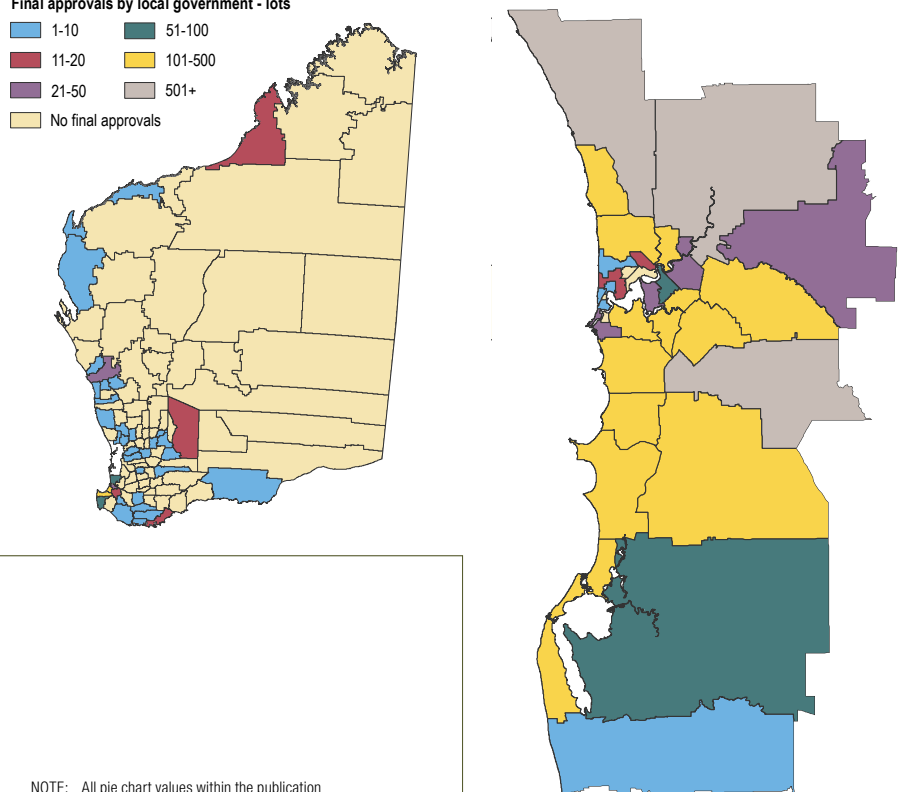 Final approvals by local government - lots
1-10
51-100
11-20
101-500
21-50
501+
No final approvals
NOTE: All pie chart values within the publication